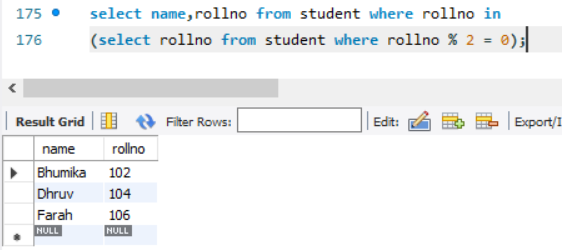 175 select name,rollno from student where rollno in
176 (select rollno from student where rollno % 2 = 0);
Result Grid Filter Rows: Edit: Export/I
name rollno
Bhumika 102
Dhruv 104
Farah 106
NULL NULL